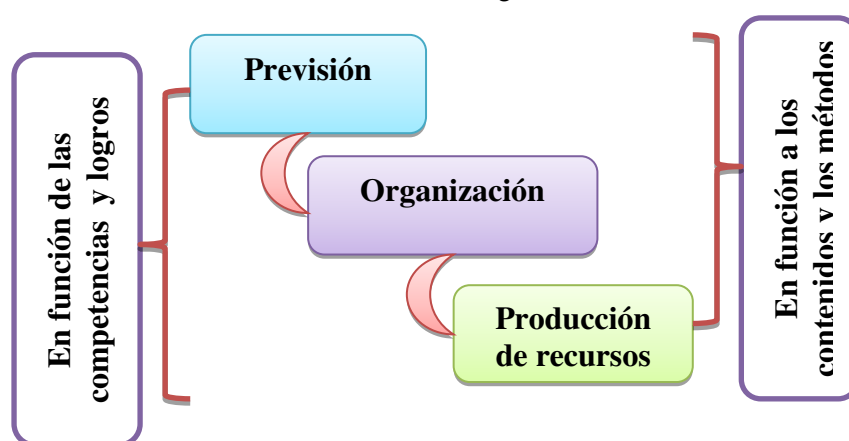 En función de las
competencias y logros
Previsión
Organización
Producción
de recursos
En función a los
contenidos y los métodos